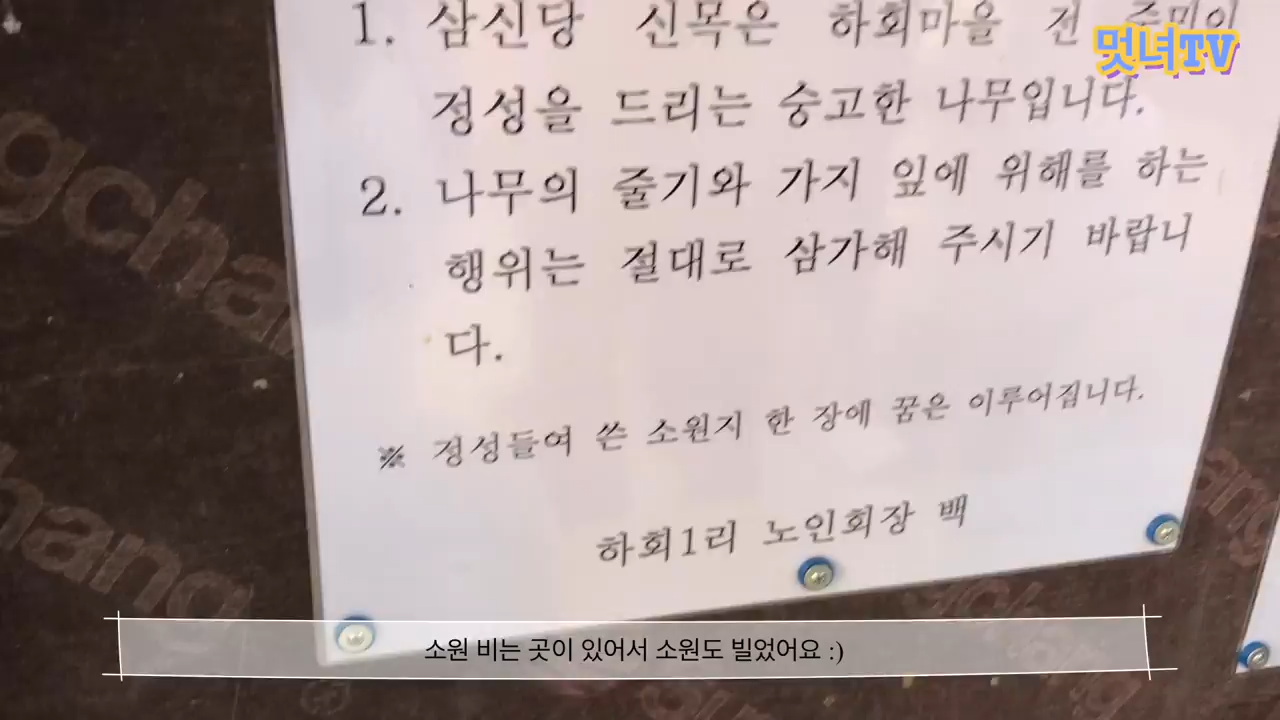 1. 삼신당 신목은 하회마을 전 주민이
멋녀TV
정성을 드리는 숭고한 나무입니다.
2. 나무의 줄기와 가지 잎에 위해를 하는
행위는 절대로 삼가해 주시기 바랍니
다.
※ 정성들여 쓴 소원지 한 장에 꿈은 이루어집니다.
하회1리 노인회장 백
gchang
chang
소원 비는 곳이 있어서 소원도 빌었어요 :)